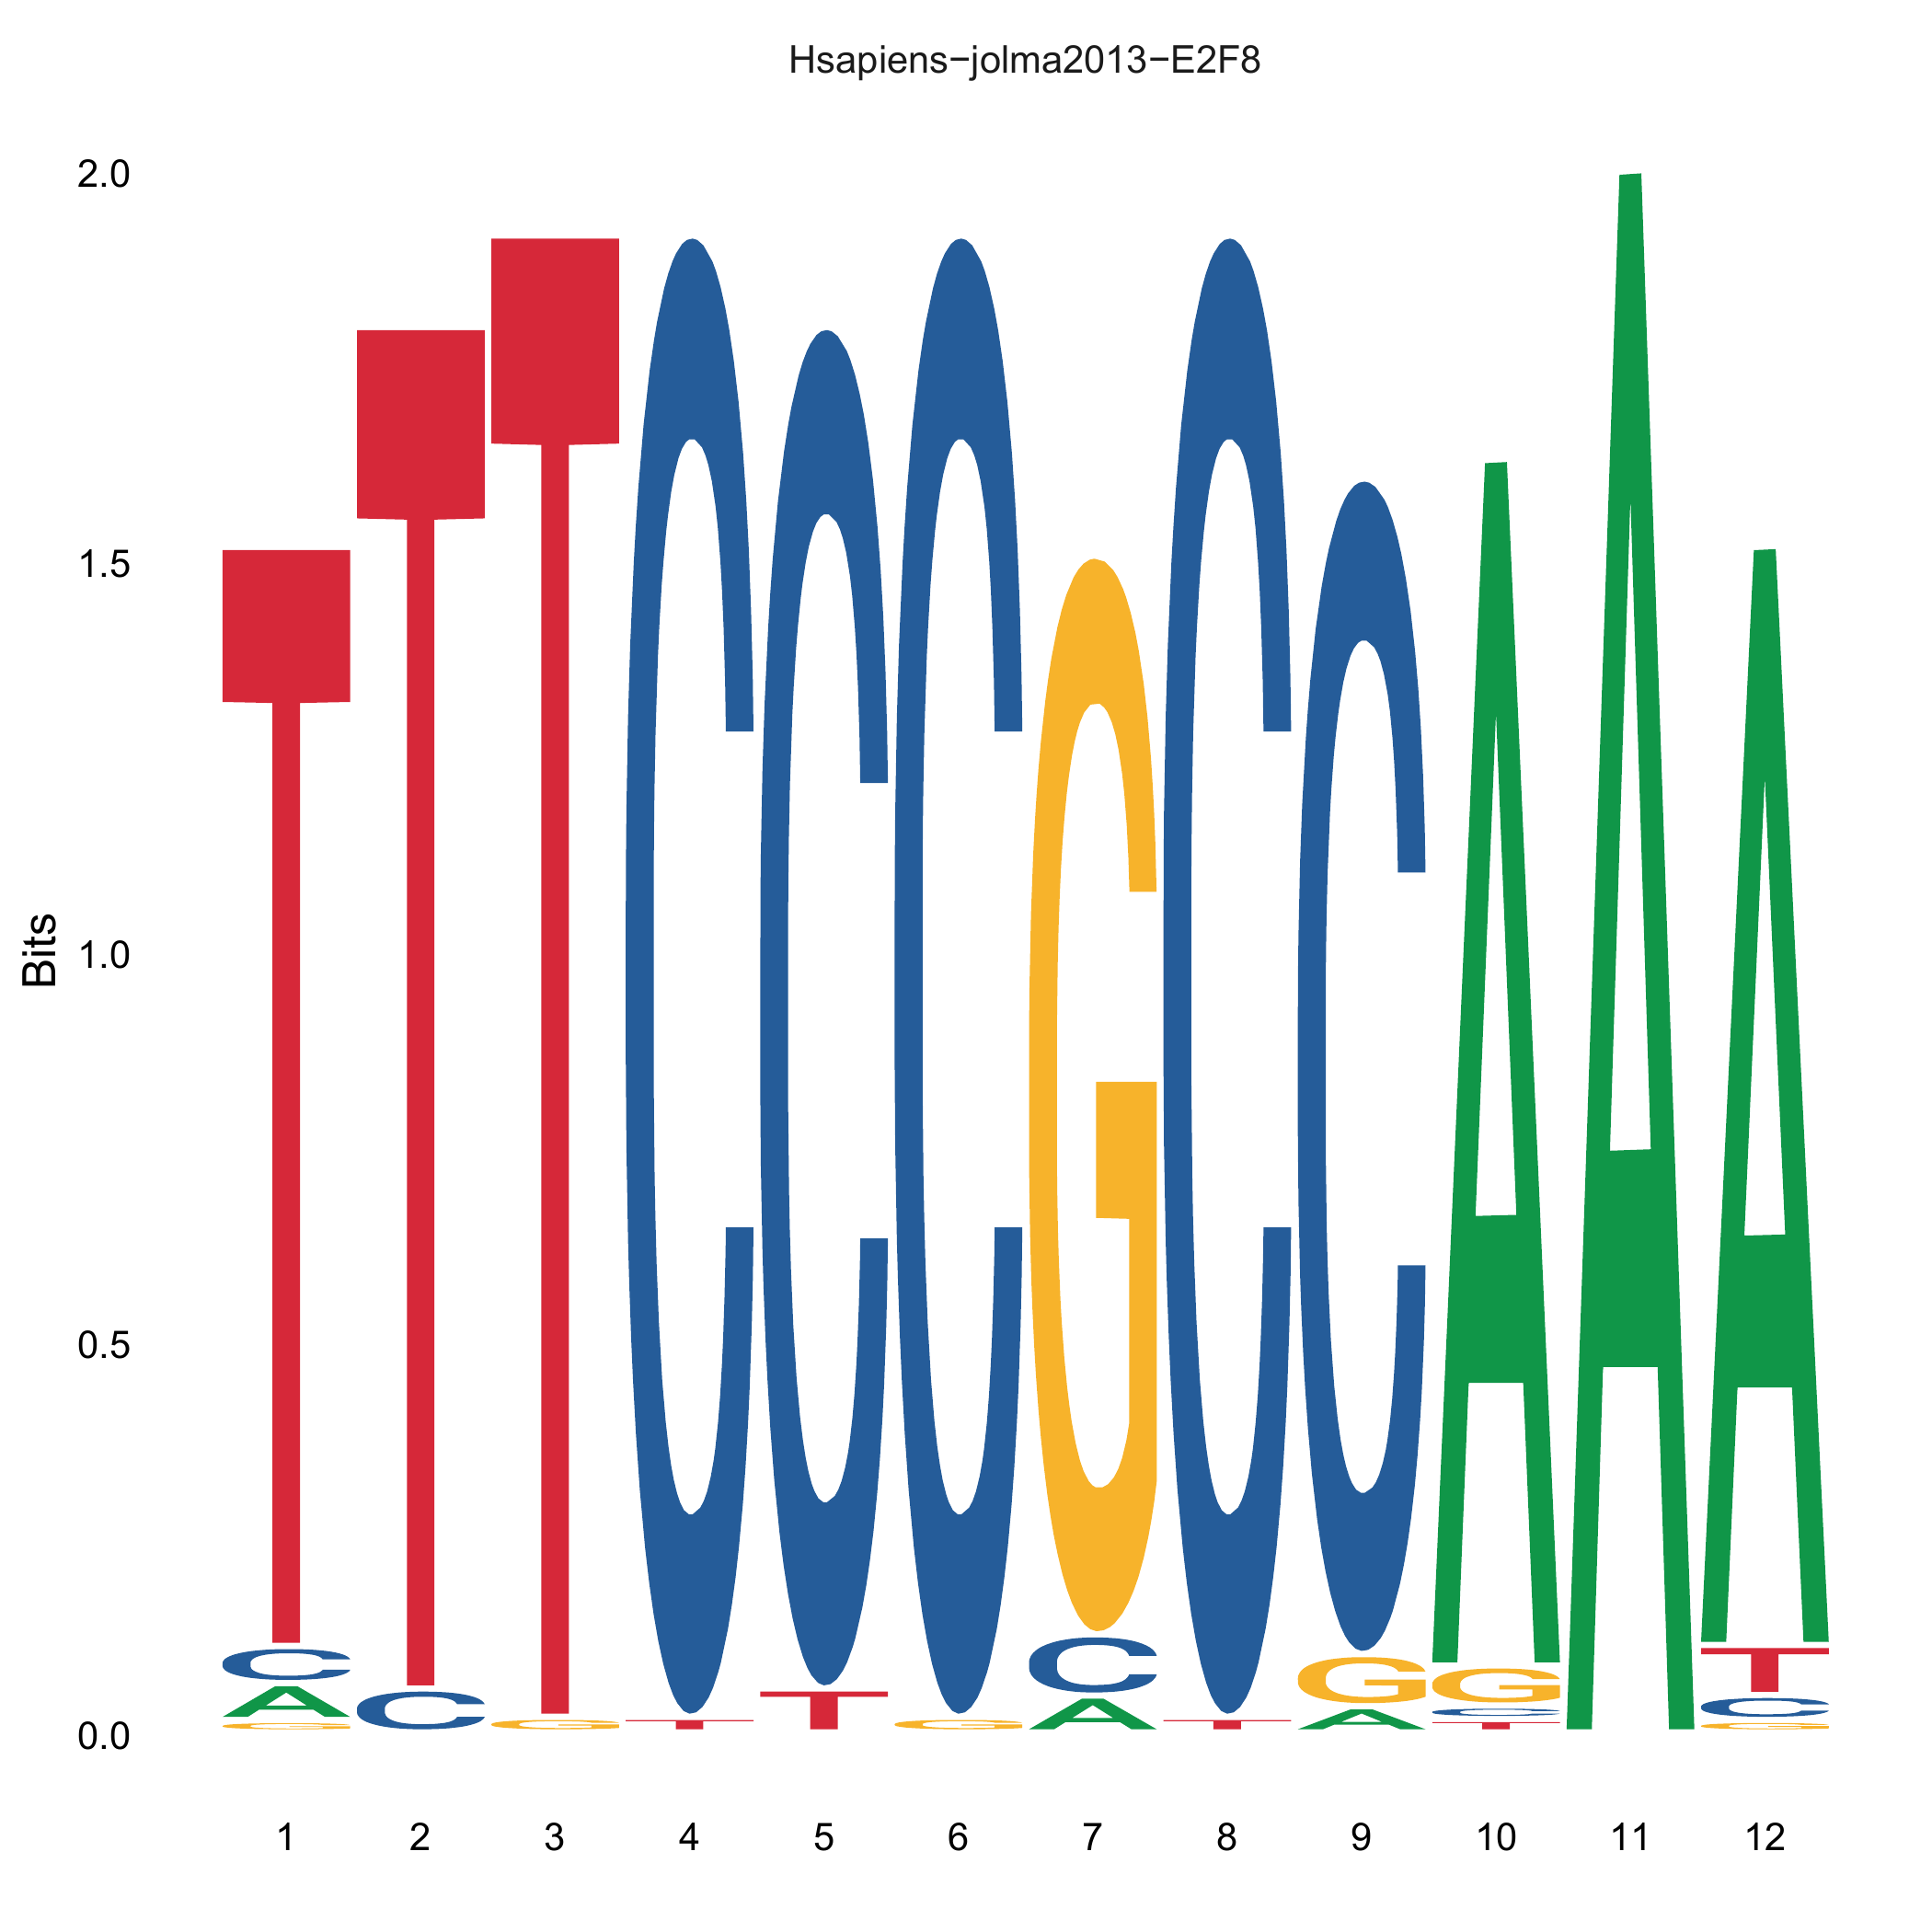 Hsapiens−jolma2013−E2F8
2.0
1.5
1.0
0.5
0.0
Bits
T T T C C C G C C A A A
C C G T T G C T G G T
A A A C C
G T G
1 2 3 4 5 6 7 8 9 10 11 12